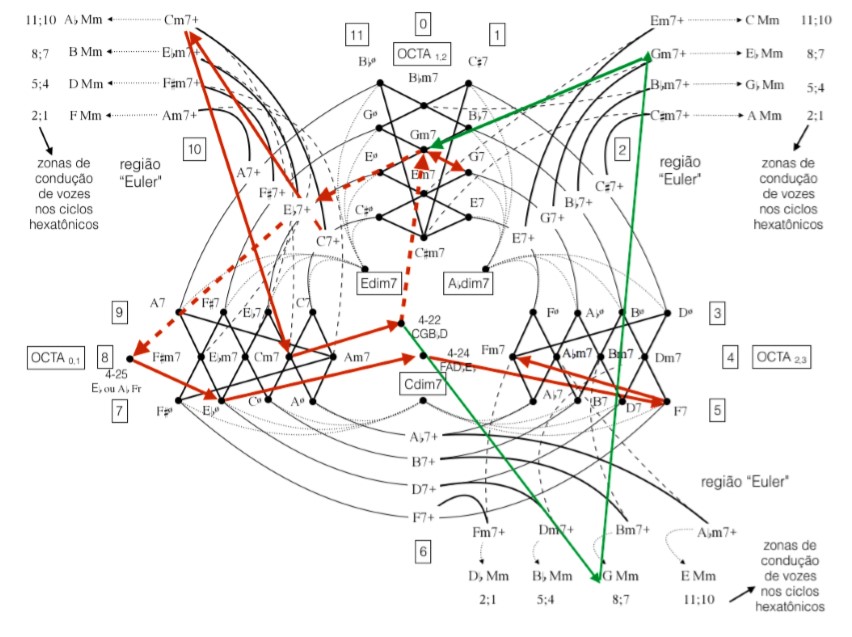 11;10 A♭ Mm Cm7+
8;7 B Mm E♭m7+
5;4 D Mm F♯m7+
2;1 F Mm Am7+
zonas de
condução
de vozes
nos ciclos
hexatônicos
região
“Euler”
10
A7+
F♯7+
E♭7+
C7+
11
0
1
OCTA 1,2
B♭ø
B♭m7
C♯7
Gø
B♭7
Gm7
Eø
G7
Em7
C♯ø
E7
C♯m7
Edim7
A♭dim7
Em7+ C Mm 11;10
Gm7+ E♭ Mm 8;7
B♭m7+ G♭ Mm 5;4
C♯m7+ A Mm 2;1
2
região
“Euler"
zonas de
condução
de vozes
nos ciclos
hexatônicos
C♯7+
B♭7+
G7+
E7+
9
A7
F♯7
E♭7
C7
OCTA 0,1
8
4-25
E♭ ou A♭ Fr
F♯m7
E♭m7
Cm7
Am7
7
F♯ø
E♭ø
Cø
Aø
4-22
CGB♭D
4-24
FAD♭E♭
Cdim7
Fø
A♭ø
Bø
Dø
3
Fm7
A♭m7
Bm7
Dm7
4
OCTA 2,3
A♭7
B7
D7
F7
5
A♭7+
B7+
D7+
F7+
6
região “Euler"
Fm7+
Dm7+
Bm7+
A♭m7+
D♭ Mm
B♭ Mm
G Mm
E Mm
2;1
5;4
8;7
11;10
zonas de
condução
de vozes
nos ciclos
hexatônicos